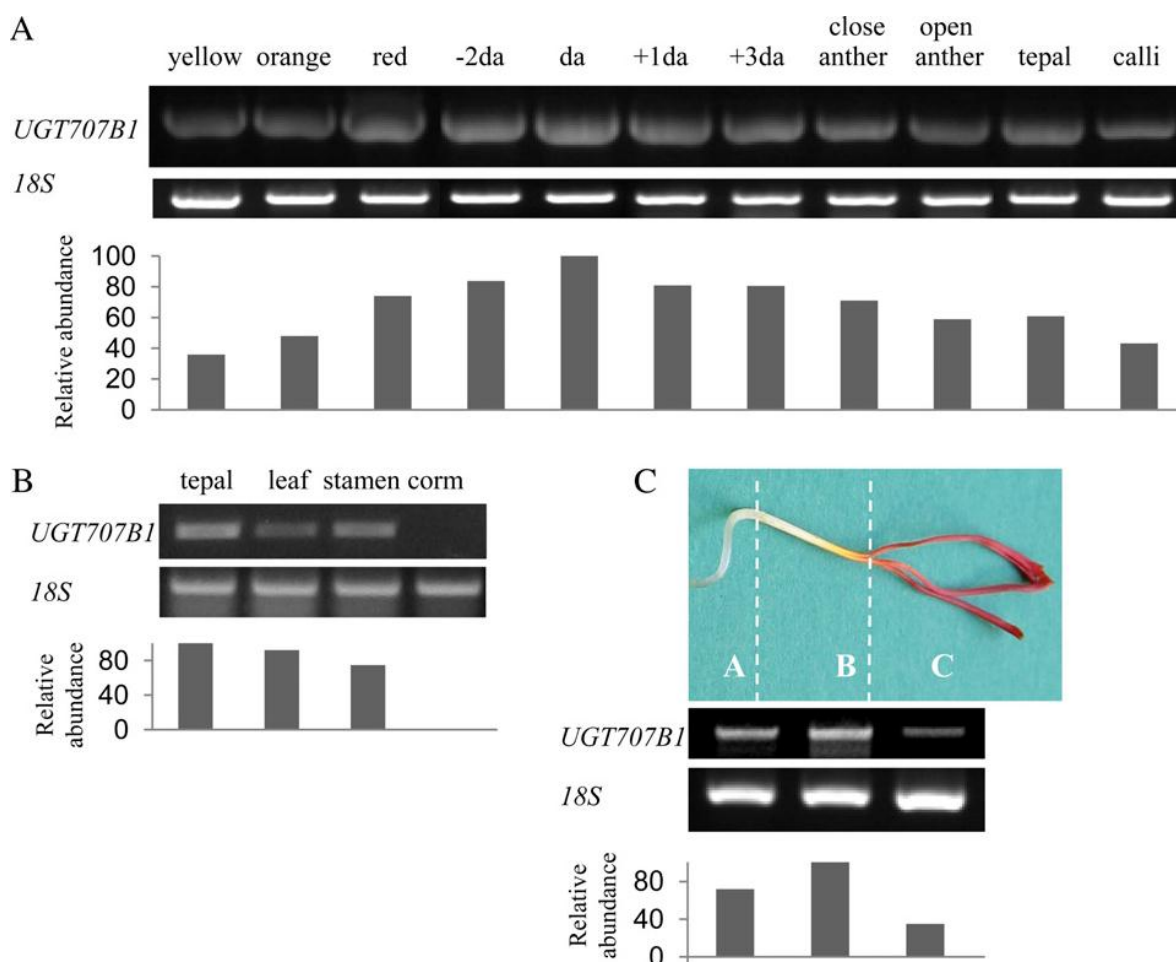 A
yellow orange red -2da da +1da +3da close anther open anther tepal calli
UGT707B1
18S
Relative abundance
100
80
60
40
20
0
B
tepal leaf stamen corm
UGT707B1
18S
Relative abundance
80
40
0
C
A B C
UGT707B1
18S
Relative abundance
80
40
0